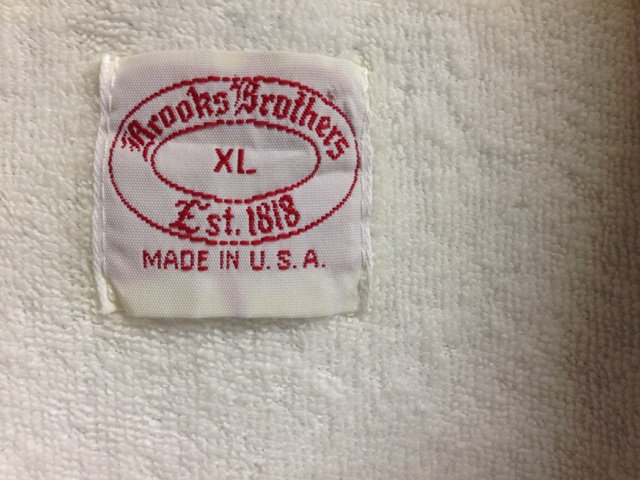 Brooks Brothers
XL
Est. 1818
MADE IN U.S.A.